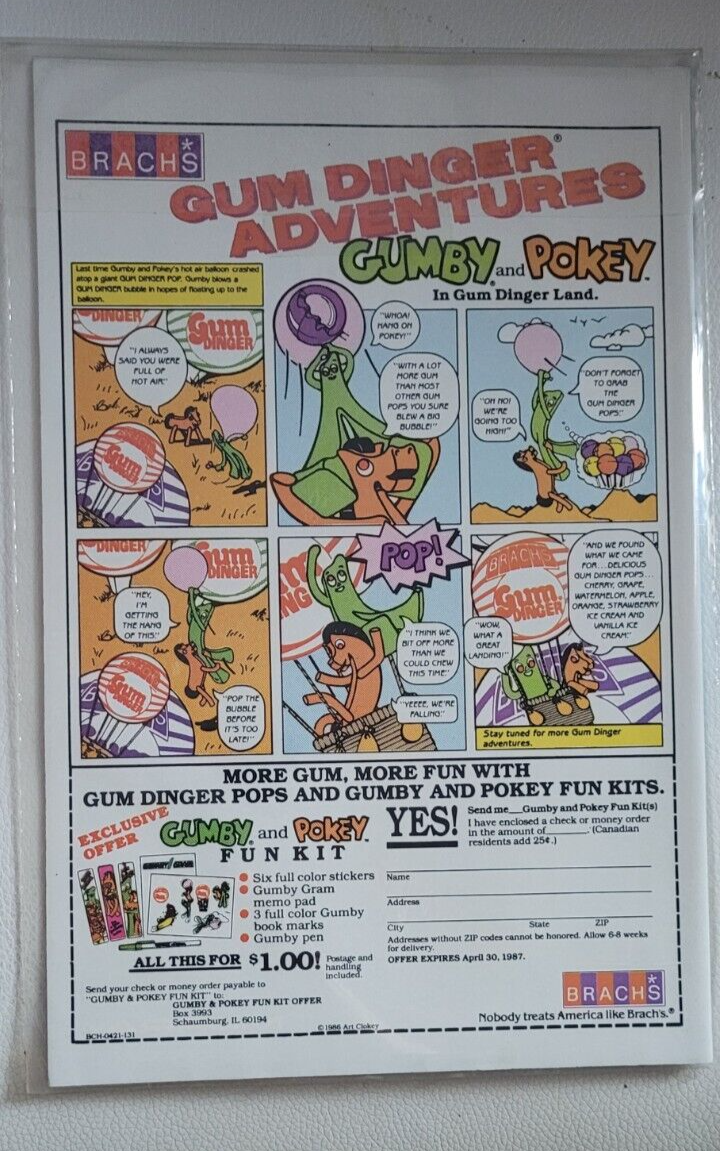 BRACH'S
GUM DINGER®
ADVENTURES
GUMBY® and POKEY™
In Gum Dinger Land.
Last time Gumby and Pokey's hot air balloon crashed
atop a giant GUM DINGER POP. Gumby blows a
GUM DINGER bubble in hopes of floating up to the
balloon.
DINGER
Gum
DINGER
"I ALWAYS
SAID YOU WERE
FULL OF
HOT AIR."
Gum
"WHOA!
HANG ON
POKEY!"
"WITH A LOT
MORE GUM
THAN MOST
OTHER GUM
POPS YOU SURE
BLEW A BIG
BUBBLE!"
"OH NO!
WE'RE
GOING TOO
HIGH!"
"DON'T FORGET
TO GRAB
THE
GUM DINGER
POPS."
DINGER
Gum
DINGER
"HEY,
I'M
GETTING
THE HANG
OF THIS."
Gum
"POP THE
BUBBLE
BEFORE
IT'S TOO
LATE!"
POP!
"I THINK WE
BIT OFF MORE
THAN WE
COULD CHEW
THIS TIME."
"YEEEE, WE'RE
FALLING."
BRACH'S
Gum
DINGER
"WOW,
WHAT A
GREAT
LANDING!"
"AND WE FOUND
WHAT WE CAME
FOR...DELICIOUS
GUM DINGER POPS...
CHERRY, GRAPE,
WATERMELON, APPLE,
ORANGE, STRAWBERRY
ICE CREAM AND
VANILLA ICE
CREAM."
Stay tuned for more Gum Dinger
adventures.
MORE GUM, MORE FUN WITH
GUM DINGER POPS AND GUMBY AND POKEY FUN KITS.
EXCLUSIVE
OFFER
GUMBY® and POKEY™
FUN KIT
Six full color stickers
Gumby Gram
memo pad
3 full color Gumby
book marks
Gumby pen
ALL THIS FOR $1.00! Postage and
handling
included.
Send your check or money order payable to
"GUMBY & POKEY FUN KIT" to:
GUMBY & POKEY FUN KIT OFFER
Box 3993
Schaumburg, IL 60194
BCH-0421-131
©1986 Art Clokey
YES! Send me___Gumby and Pokey Fun Kit(s)
I have enclosed a check or money order
in the amount of______. (Canadian
residents add 25¢.)
Name
Address
City State ZIP
Addresses without ZIP codes cannot be honored. Allow 6-8 weeks
for delivery.
OFFER EXPIRES April 30, 1987.
BRACH'S
Nobody treats America like Brach's.®